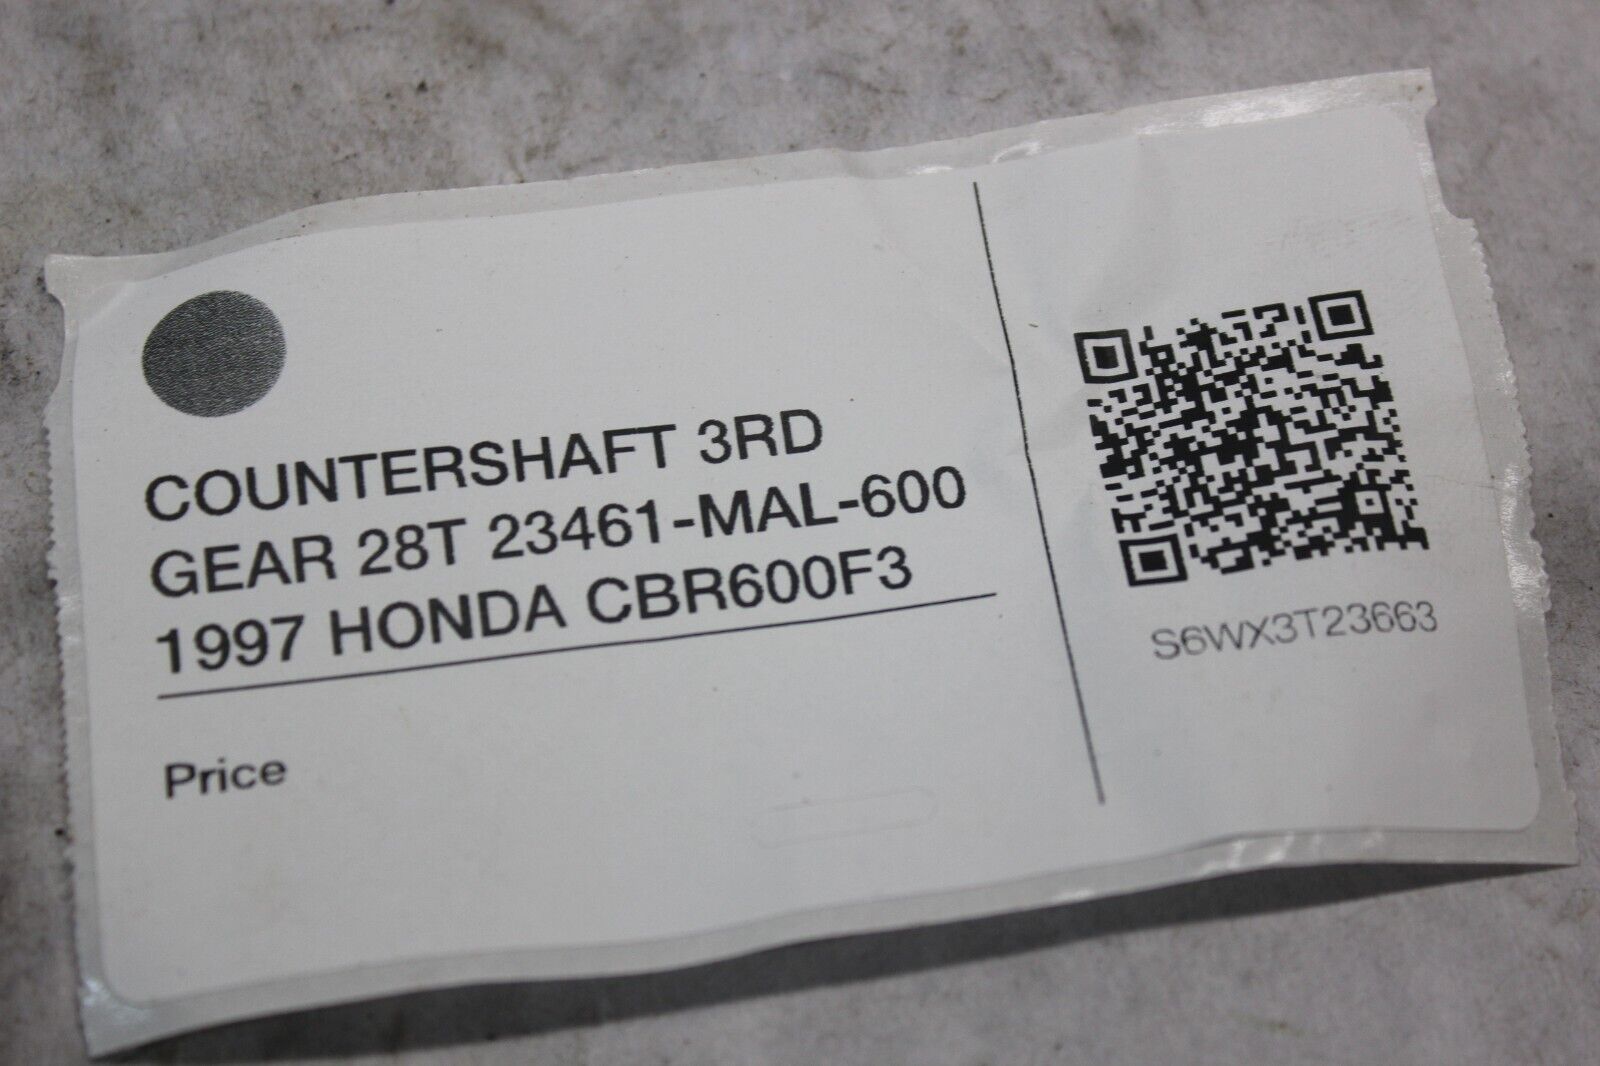 COUNTERSHAFT 3RD
GEAR 28T 23461-MAL-600
1997 HONDA CBR600F3
Price
S6WX3T23663